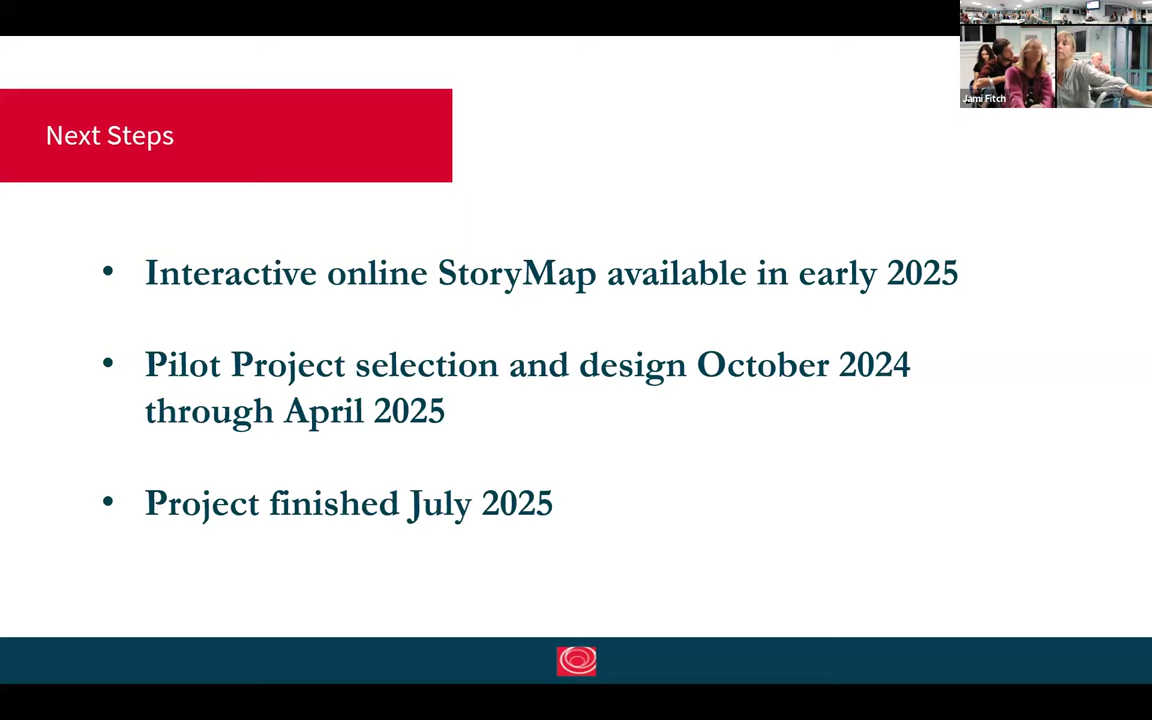 Jami Fitch
Next Steps
• Interactive online StoryMap available in early 2025
• Pilot Project selection and design October 2024
through April 2025
• Project finished July 2025